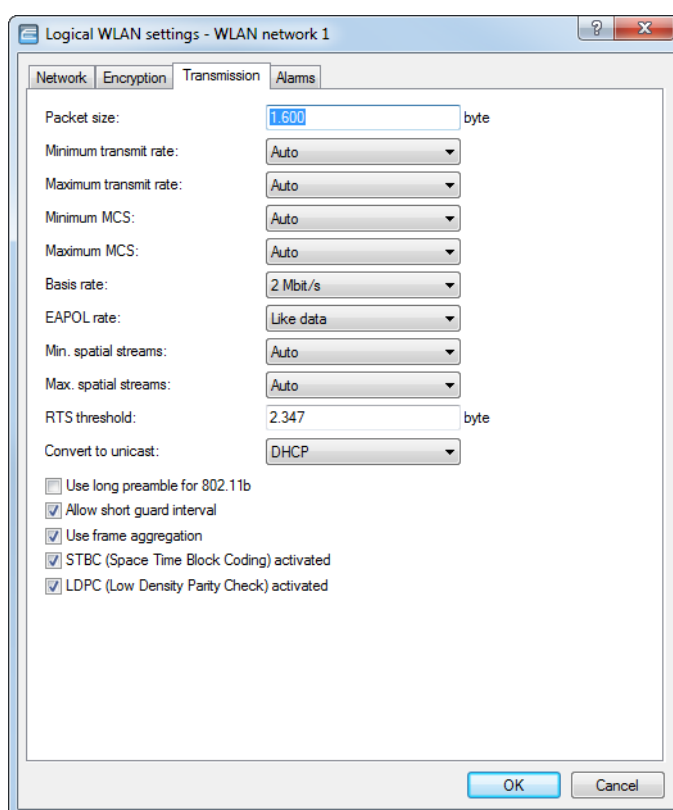 Logical WLAN settings - WLAN network 1
Network Encryption Transmission Alarms
Packet size: 1.600 byte
Minimum transmit rate: Auto
Maximum transmit rate: Auto
Minimum MCS: Auto
Maximum MCS: Auto
Basis rate: 2 Mbit/s
EAPOL rate: Like data
Min. spatial streams: Auto
Max. spatial streams: Auto
RTS threshold: 2.347 byte
Convert to unicast: DHCP
Use long preamble for 802.11b
Allow short guard interval
Use frame aggregation
STBC (Space Time Block Coding) activated
LDPC (Low Density Parity Check) activated
OK Cancel